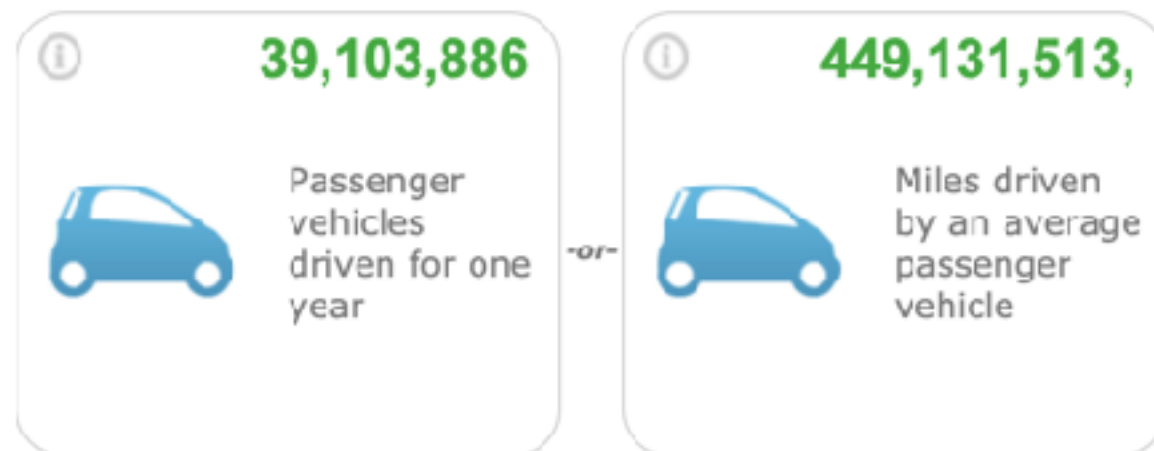 39,103,886
Passenger
vehicles
driven for one
year
-or-
449,131,513,
Miles driven
by an average
passenger
vehicle